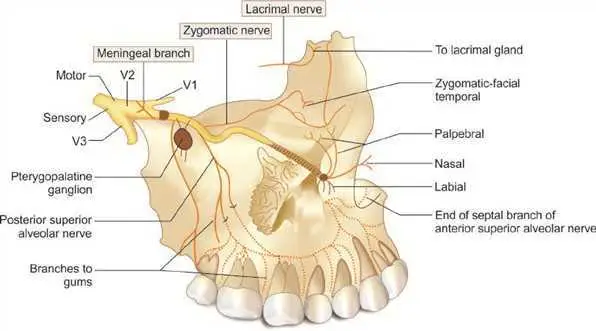 Lacrimal nerve
Zygomatic nerve
Meningeal branch
Motor
V2
V1
Sensory
V3
Pterygopalatine
ganglion
Posterior superior
alveolar nerve
Branches to
gums
To lacrimal gland
Zygomatic-facial
temporal
Palpebral
Nasal
Labial
End of septal branch of
anterior superior alveolar nerve